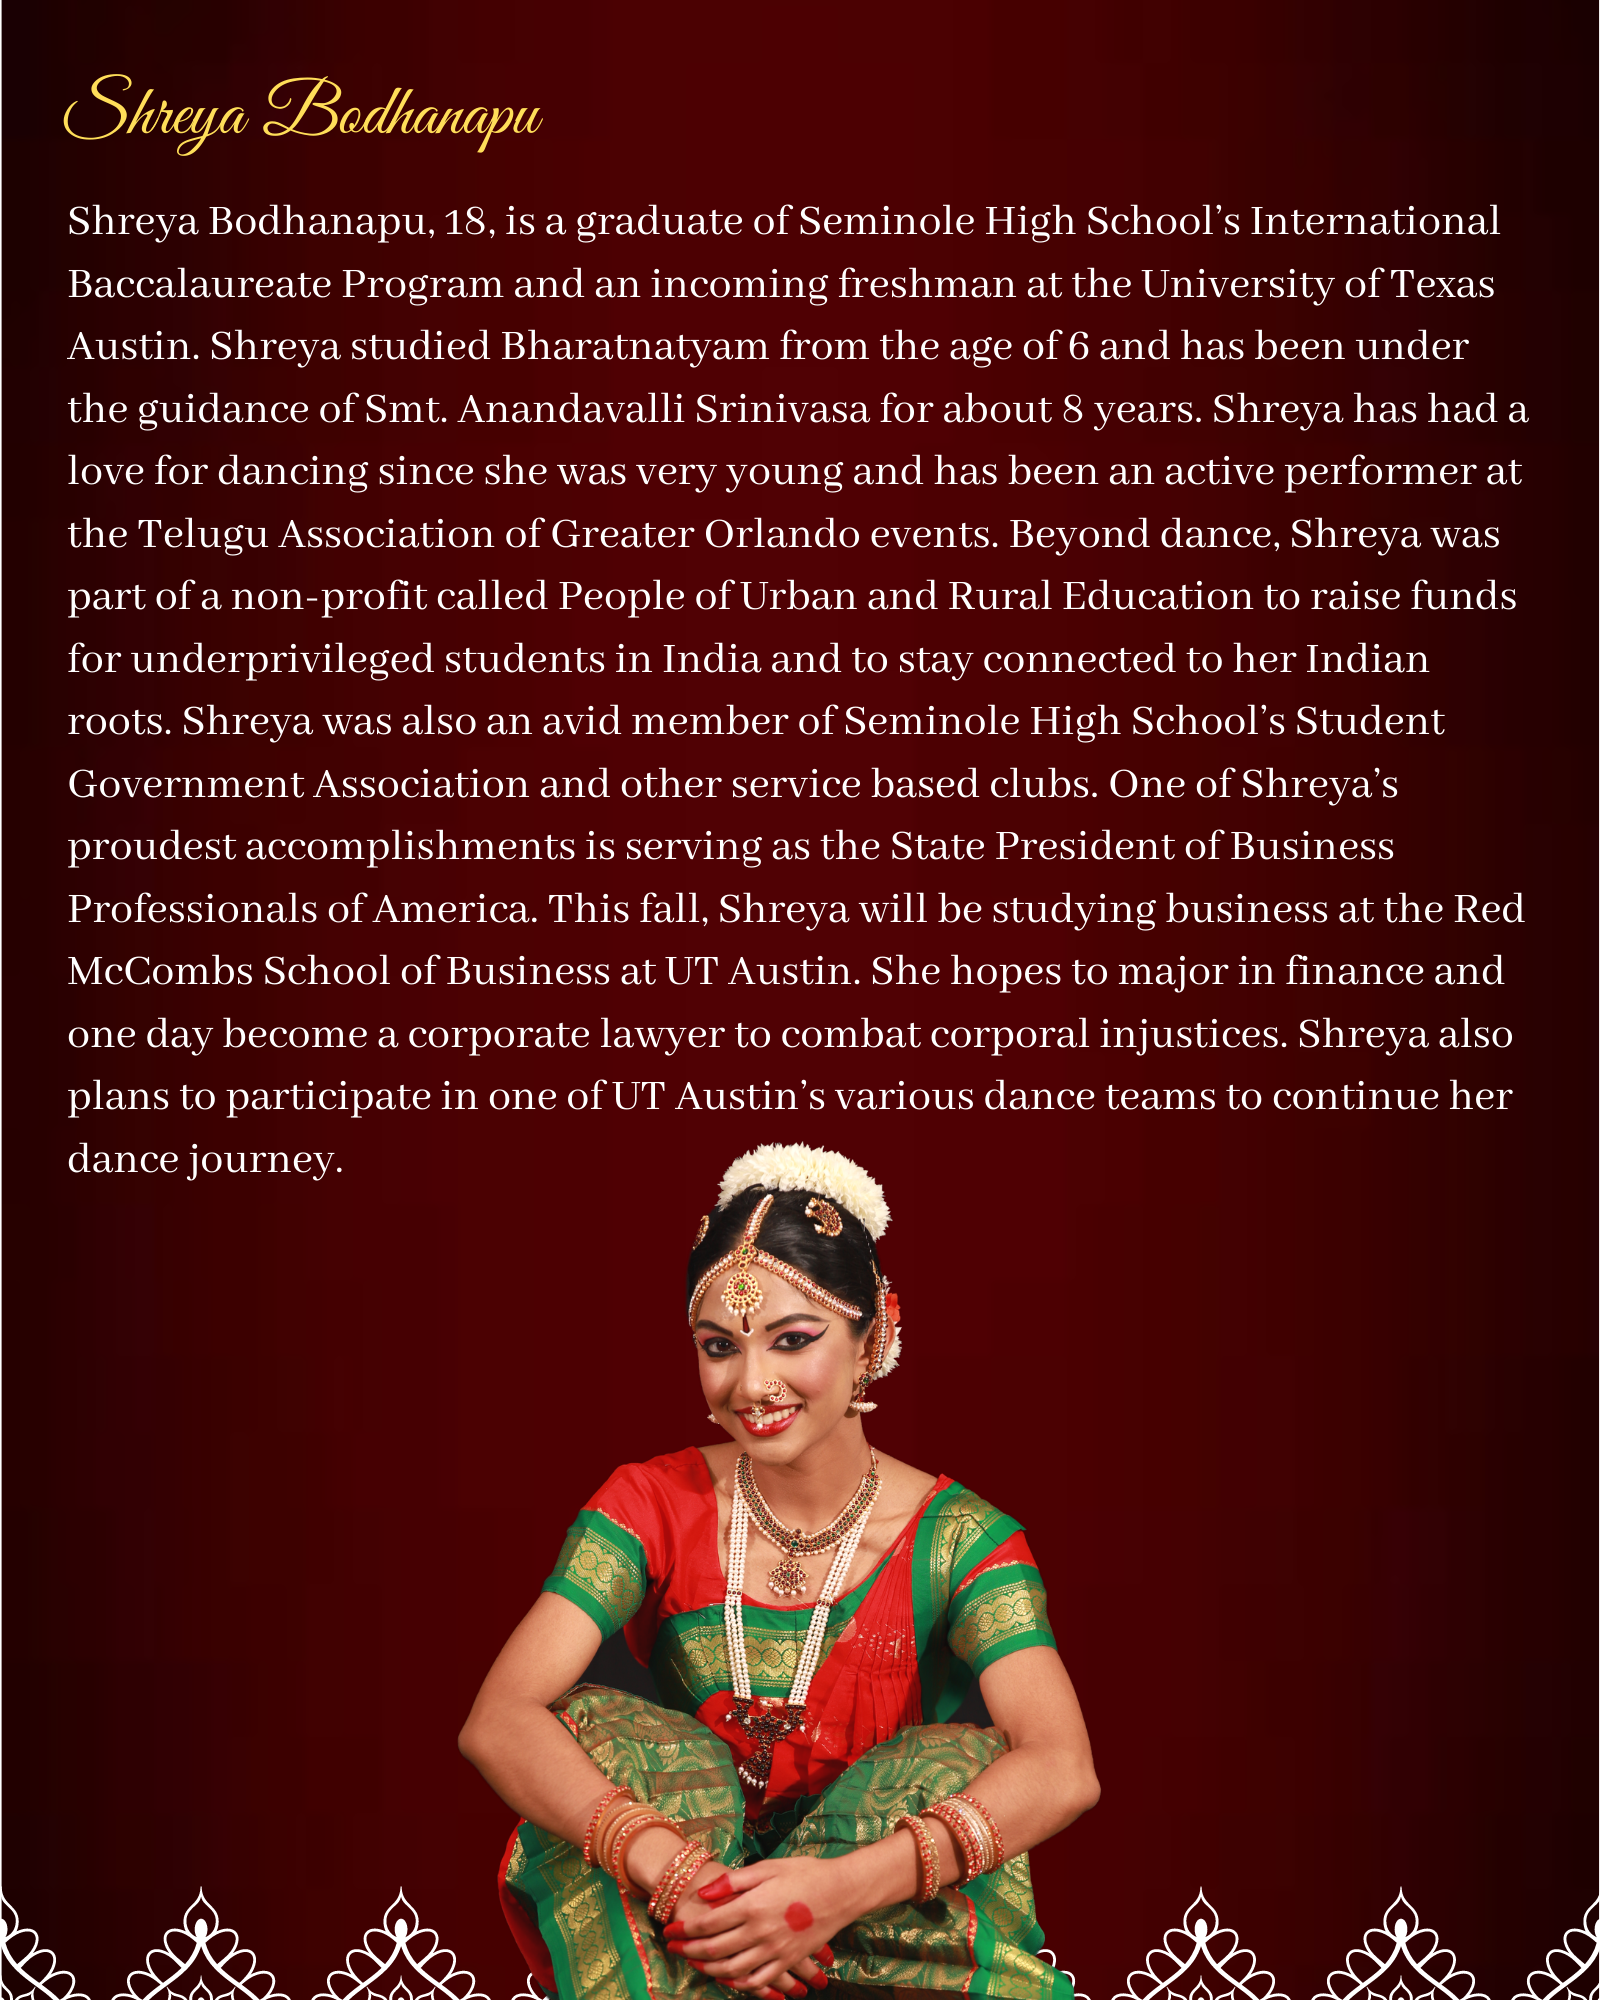 Shreya Bodhanapu
Shreya Bodhanapu, 18, is a graduate of Seminole High School’s International
Baccalaureate Program and an incoming freshman at the University of Texas
Austin. Shreya studied Bharatnatyam from the age of 6 and has been under
the guidance of Smt. Anandavalli Srinivasa for about 8 years. Shreya has had a
love for dancing since she was very young and has been an active performer at
the Telugu Association of Greater Orlando events. Beyond dance, Shreya was
part of a non-profit called People of Urban and Rural Education to raise funds
for underprivileged students in India and to stay connected to her Indian
roots. Shreya was also an avid member of Seminole High School’s Student
Government Association and other service based clubs. One of Shreya’s
proudest accomplishments is serving as the State President of Business
Professionals of America. This fall, Shreya will be studying business at the Red
McCombs School of Business at UT Austin. She hopes to major in finance and
one day become a corporate lawyer to combat corporal injustices. Shreya also
plans to participate in one of UT Austin’s various dance teams to continue her
dance journey.